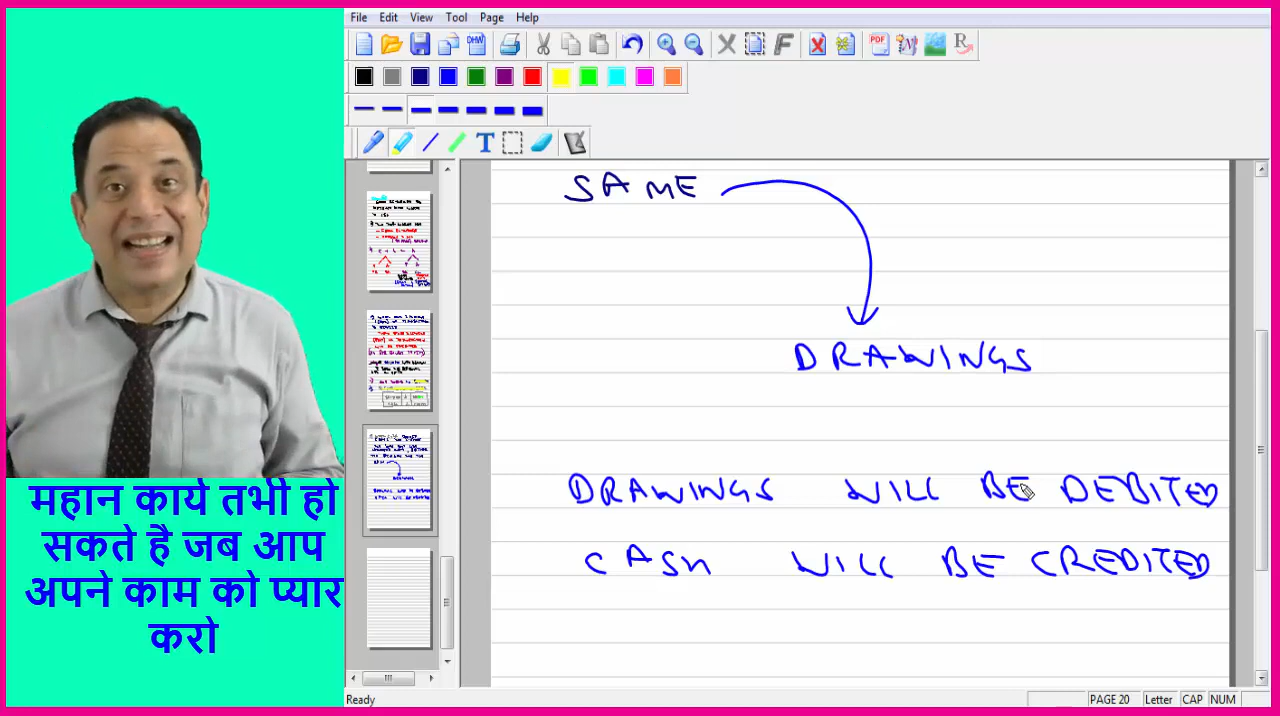 File Edit View Tool Page Help
SAME
DRAWINGS
DRAWINGS WILL BE DEBITED
CASH WILL BE CREDITED
महान कार्य तभी हो
सकते है जब आप
अपने काम को प्यार
करो
Ready PAGE 20 Letter CAP NUM